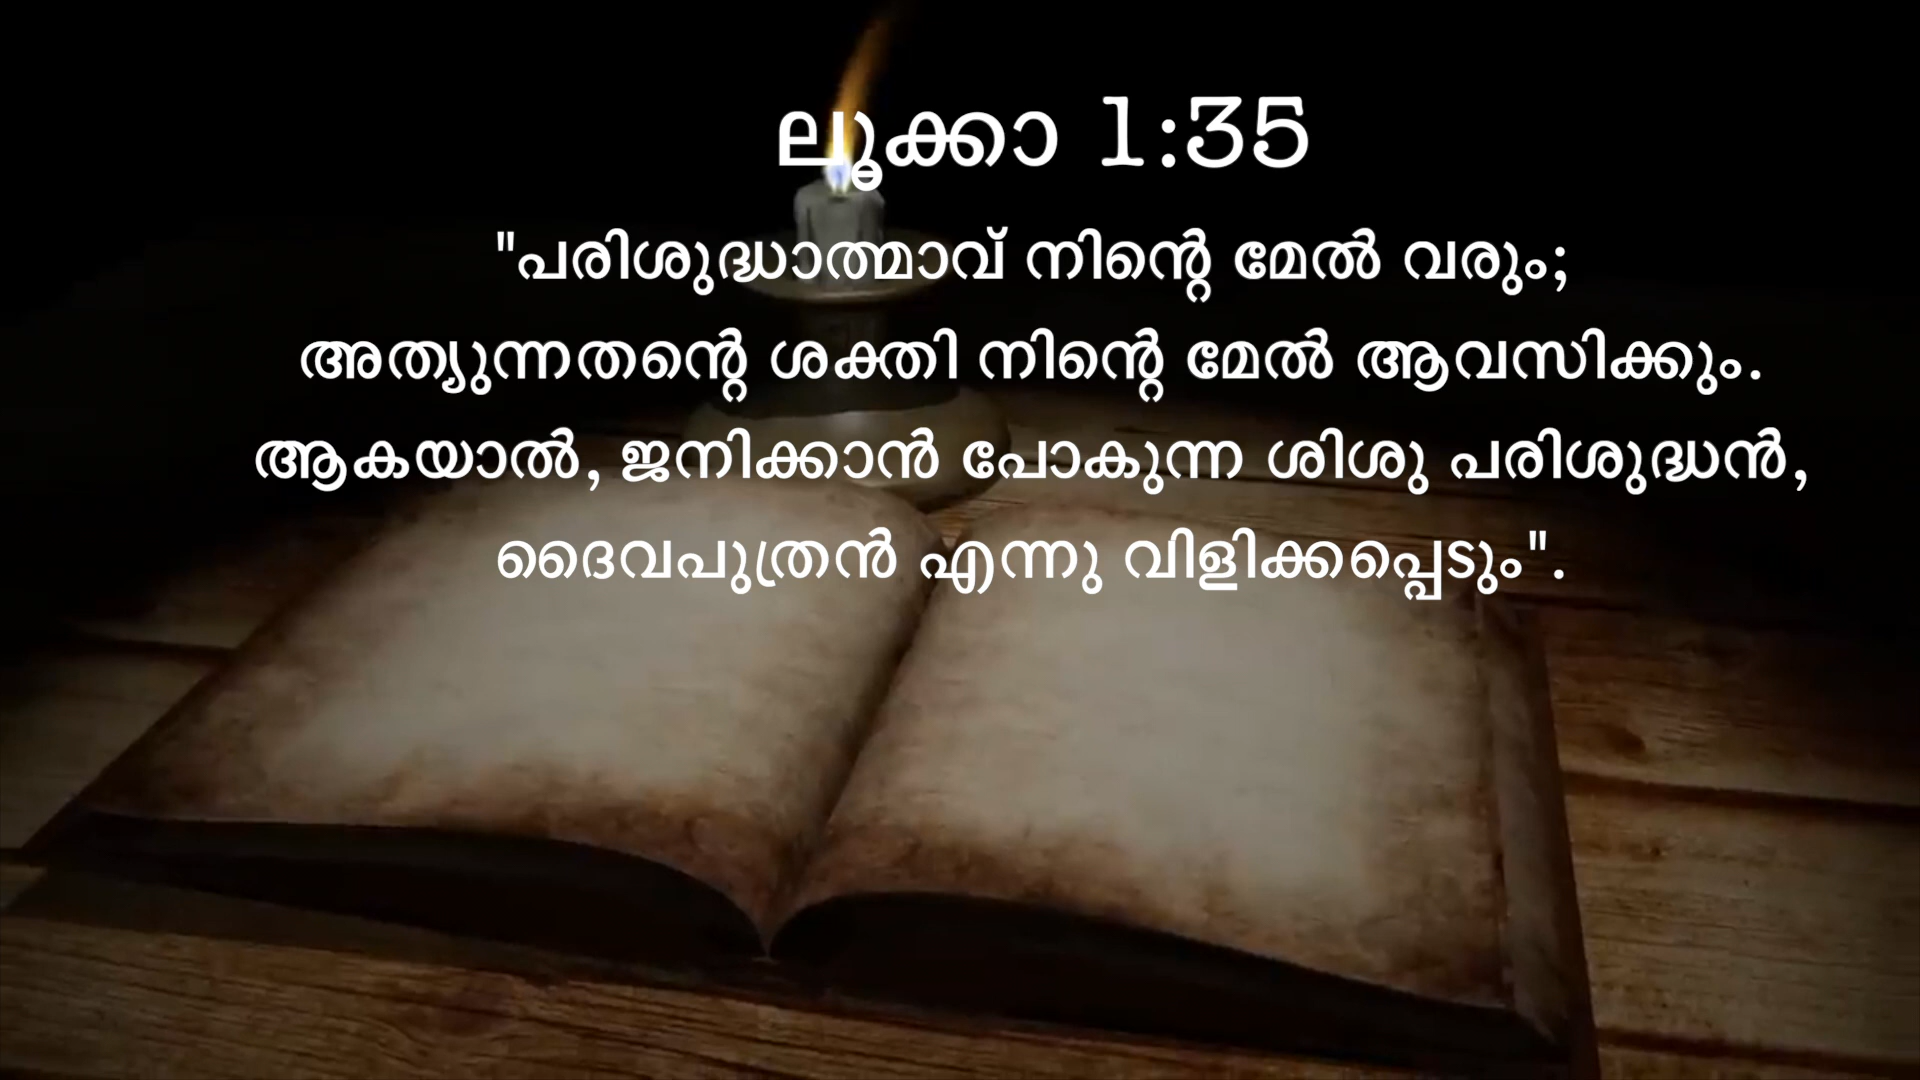 ലൂക്കാ 1:35
"പരിശുദ്ധാത്മാവ് നിന്റെ മേൽ വരും;
അത്യുന്നതന്റെ ശക്തി നിന്റെ മേൽ ആവസിക്കും.
ആകയാൽ, ജനിക്കാൻ പോകുന്ന ശിശു പരിശുദ്ധൻ,
ദൈവപുത്രൻ എന്നു വിളിക്കപ്പെടും".